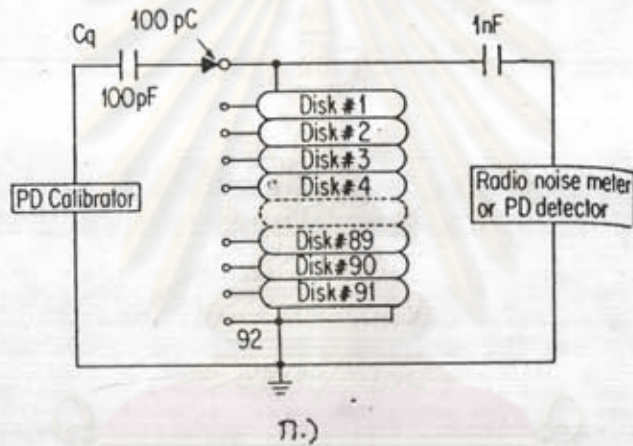 100 pC
Cq
1nF
100pF
Disk#1
Disk#2
Disk#3
Disk#4
PD Calibrator
Radio noise meter
or PD detector
Disk#89
Disk#90
Disk#91
92
ก.)